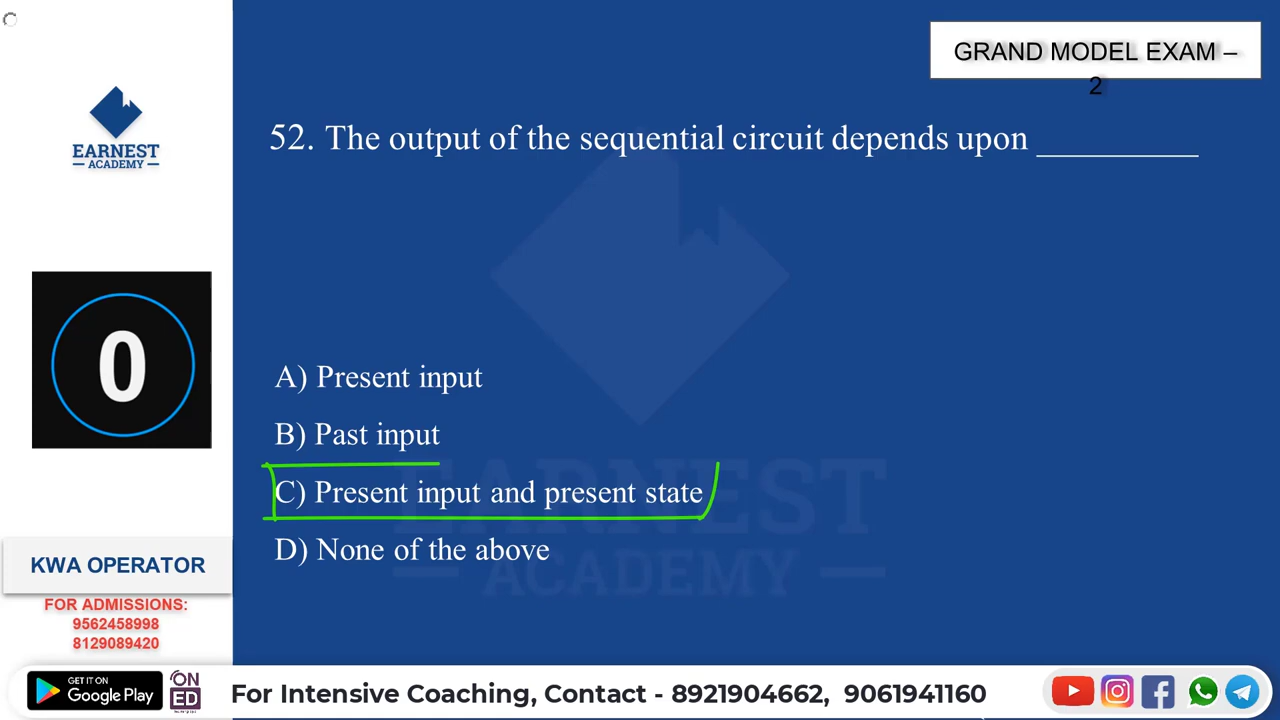 GRAND MODEL EXAM –
2
EARNEST
ACADEMY
52. The output of the sequential circuit depends upon __________
0
A) Present input
B) Past input
C) Present input and present state
D) None of the above
EARNEST
ACADEMY
KWA OPERATOR
FOR ADMISSIONS:
9562458998
8129089420
GET IT ON
Google Play
ON
ED
For Intensive Coaching, Contact - 8921904662, 9061941160